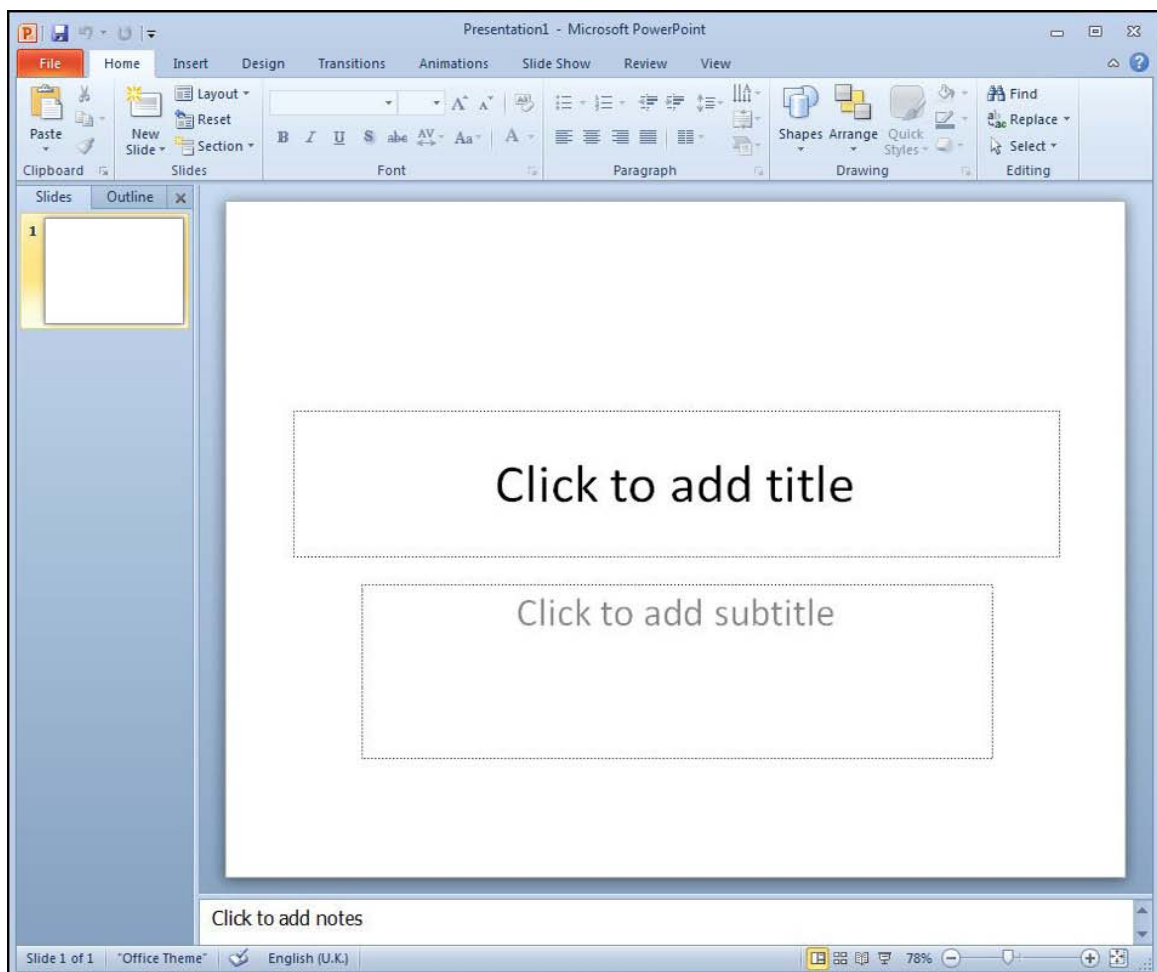 Presentation1 - Microsoft PowerPoint
File Home Insert Design Transitions Animations Slide Show Review View
Paste
New Slide
Layout
Reset
Section
B I U S abc AV Aa A
Shapes Arrange Quick Styles
Find
Replace
Select
Clipboard Slides Font Paragraph Drawing Editing
Slides Outline
1
Click to add title
Click to add subtitle
Click to add notes
Slide 1 of 1 "Office Theme" English (U.K.) 78%